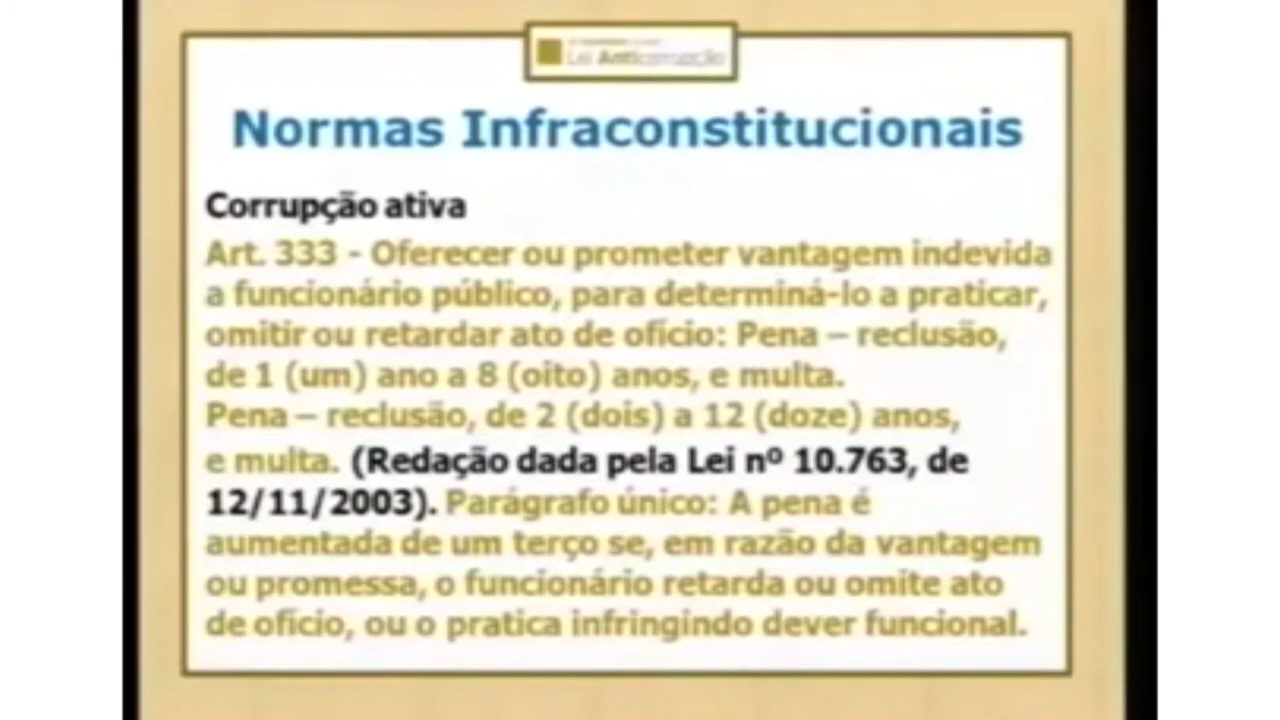 Lei Anticorrupção
Normas Infraconstitucionais
Corrupção ativa
Art. 333 - Oferecer ou prometer vantagem indevida
a funcionário público, para determiná-lo a praticar,
omitir ou retardar ato de ofício: Pena – reclusão,
de 1 (um) ano a 8 (oito) anos, e multa.
Pena – reclusão, de 2 (dois) a 12 (doze) anos,
e multa. (Redação dada pela Lei nº 10.763, de
12/11/2003). Parágrafo único: A pena é
aumentada de um terço se, em razão da vantagem
ou promessa, o funcionário retarda ou omite ato
de ofício, ou o pratica infringindo dever funcional.